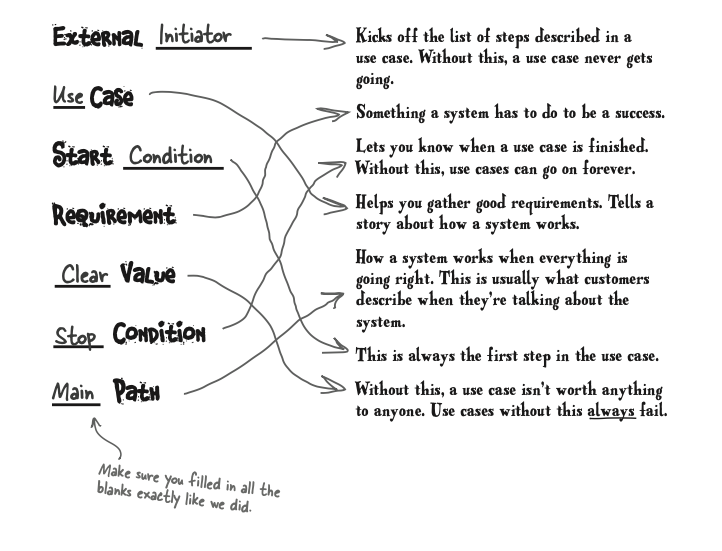 External Initiator
Use Case
Start Condition
Requirement
Clear Value
Stop Condition
Main Path
Kicks off the list of steps described in a
use case. Without this, a use case never gets
going.
Something a system has to do to be a success.
Lets you know when a use case is finished.
Without this, use cases can go on forever.
Helps you gather good requirements. Tells a
story about how a system works.
How a system works when everything is
going right. This is usually what customers
describe when they're talking about the
system.
This is always the first step in the use case.
Without this, a use case isn't worth anything
to anyone. Use cases without this always fail.
Make sure you filled in all the
blanks exactly like we did.